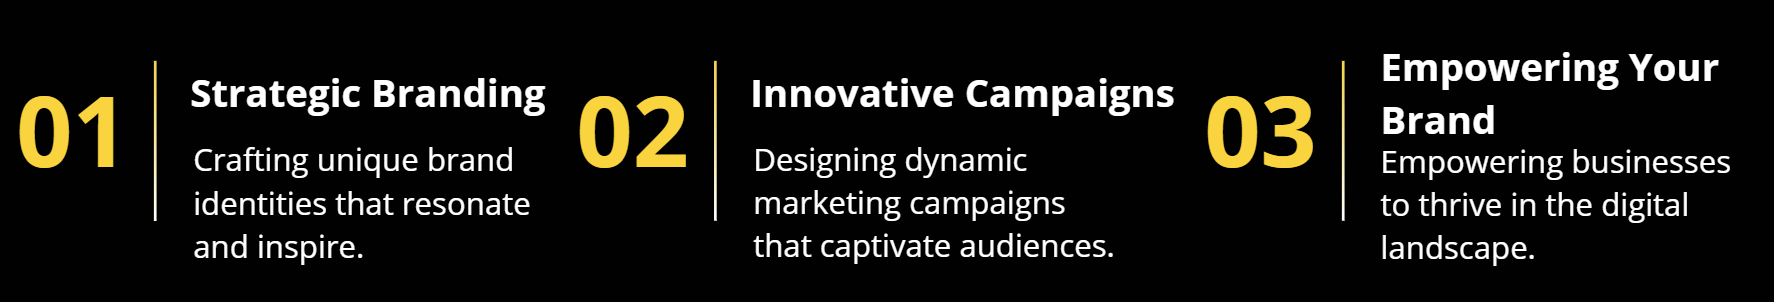 01
Strategic Branding
Crafting unique brand
identities that resonate
and inspire.
02
Innovative Campaigns
Designing dynamic
marketing campaigns
that captivate audiences.
03
Empowering Your
Brand
Empowering businesses
to thrive in the digital
landscape.